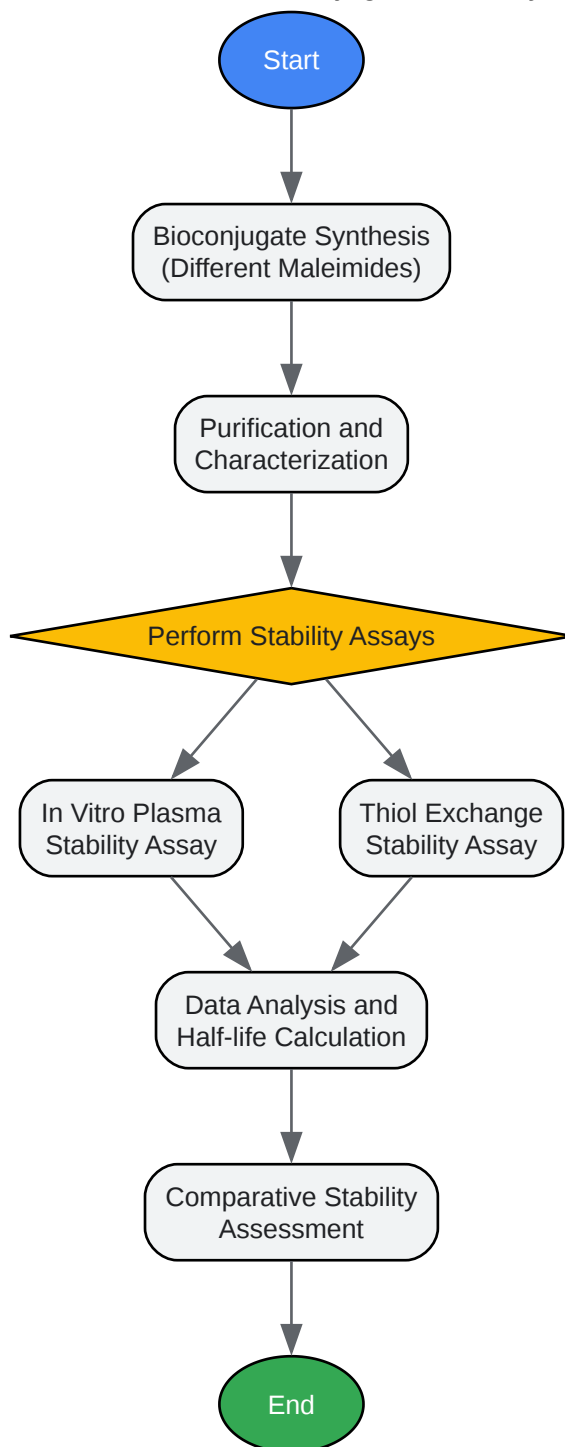 Start
Bioconjugate Synthesis
(Different Maleimides)
Purification and
Characterization
Perform Stability Assays
In Vitro Plasma
Stability Assay
Thiol Exchange
Stability Assay
Data Analysis and
Half-life Calculation
Comparative Stability
Assessment
End